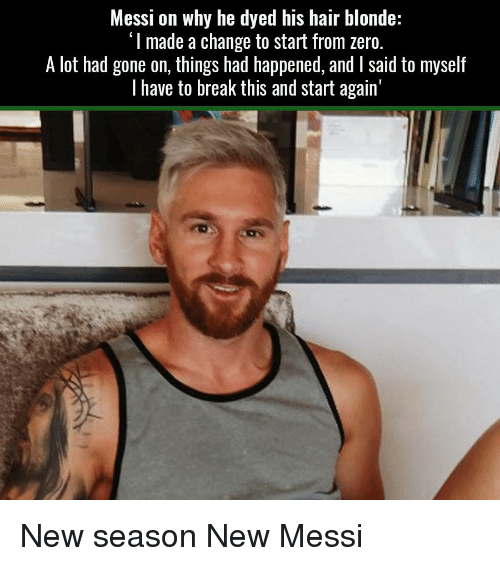 Messi on why he dyed his hair blonde:
‘I made a change to start from zero.
A lot had gone on, things had happened, and I said to myself
I have to break this and start again'
New season New Messi